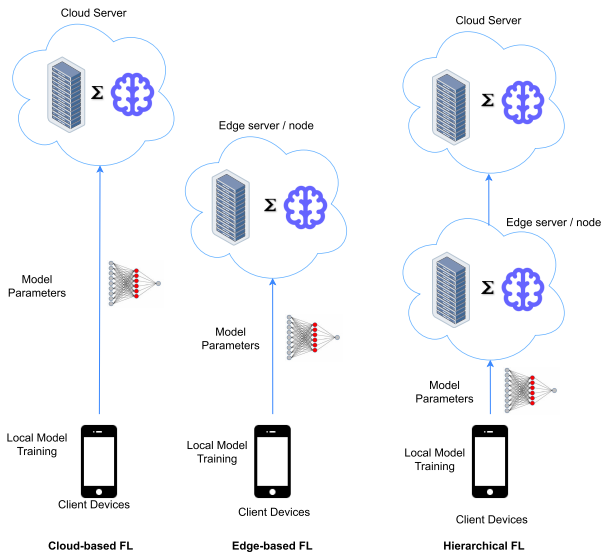 Cloud Server
Σ
Model
Parameters
Local Model
Training
Client Devices
Cloud-based FL
Edge server / node
Σ
Model
Parameters
Local Model
Training
Client Devices
Edge-based FL
Cloud Server
Σ
Edge server / node
Σ
Model
Parameters
Local Model
Training
Client Devices
Hierarchical FL